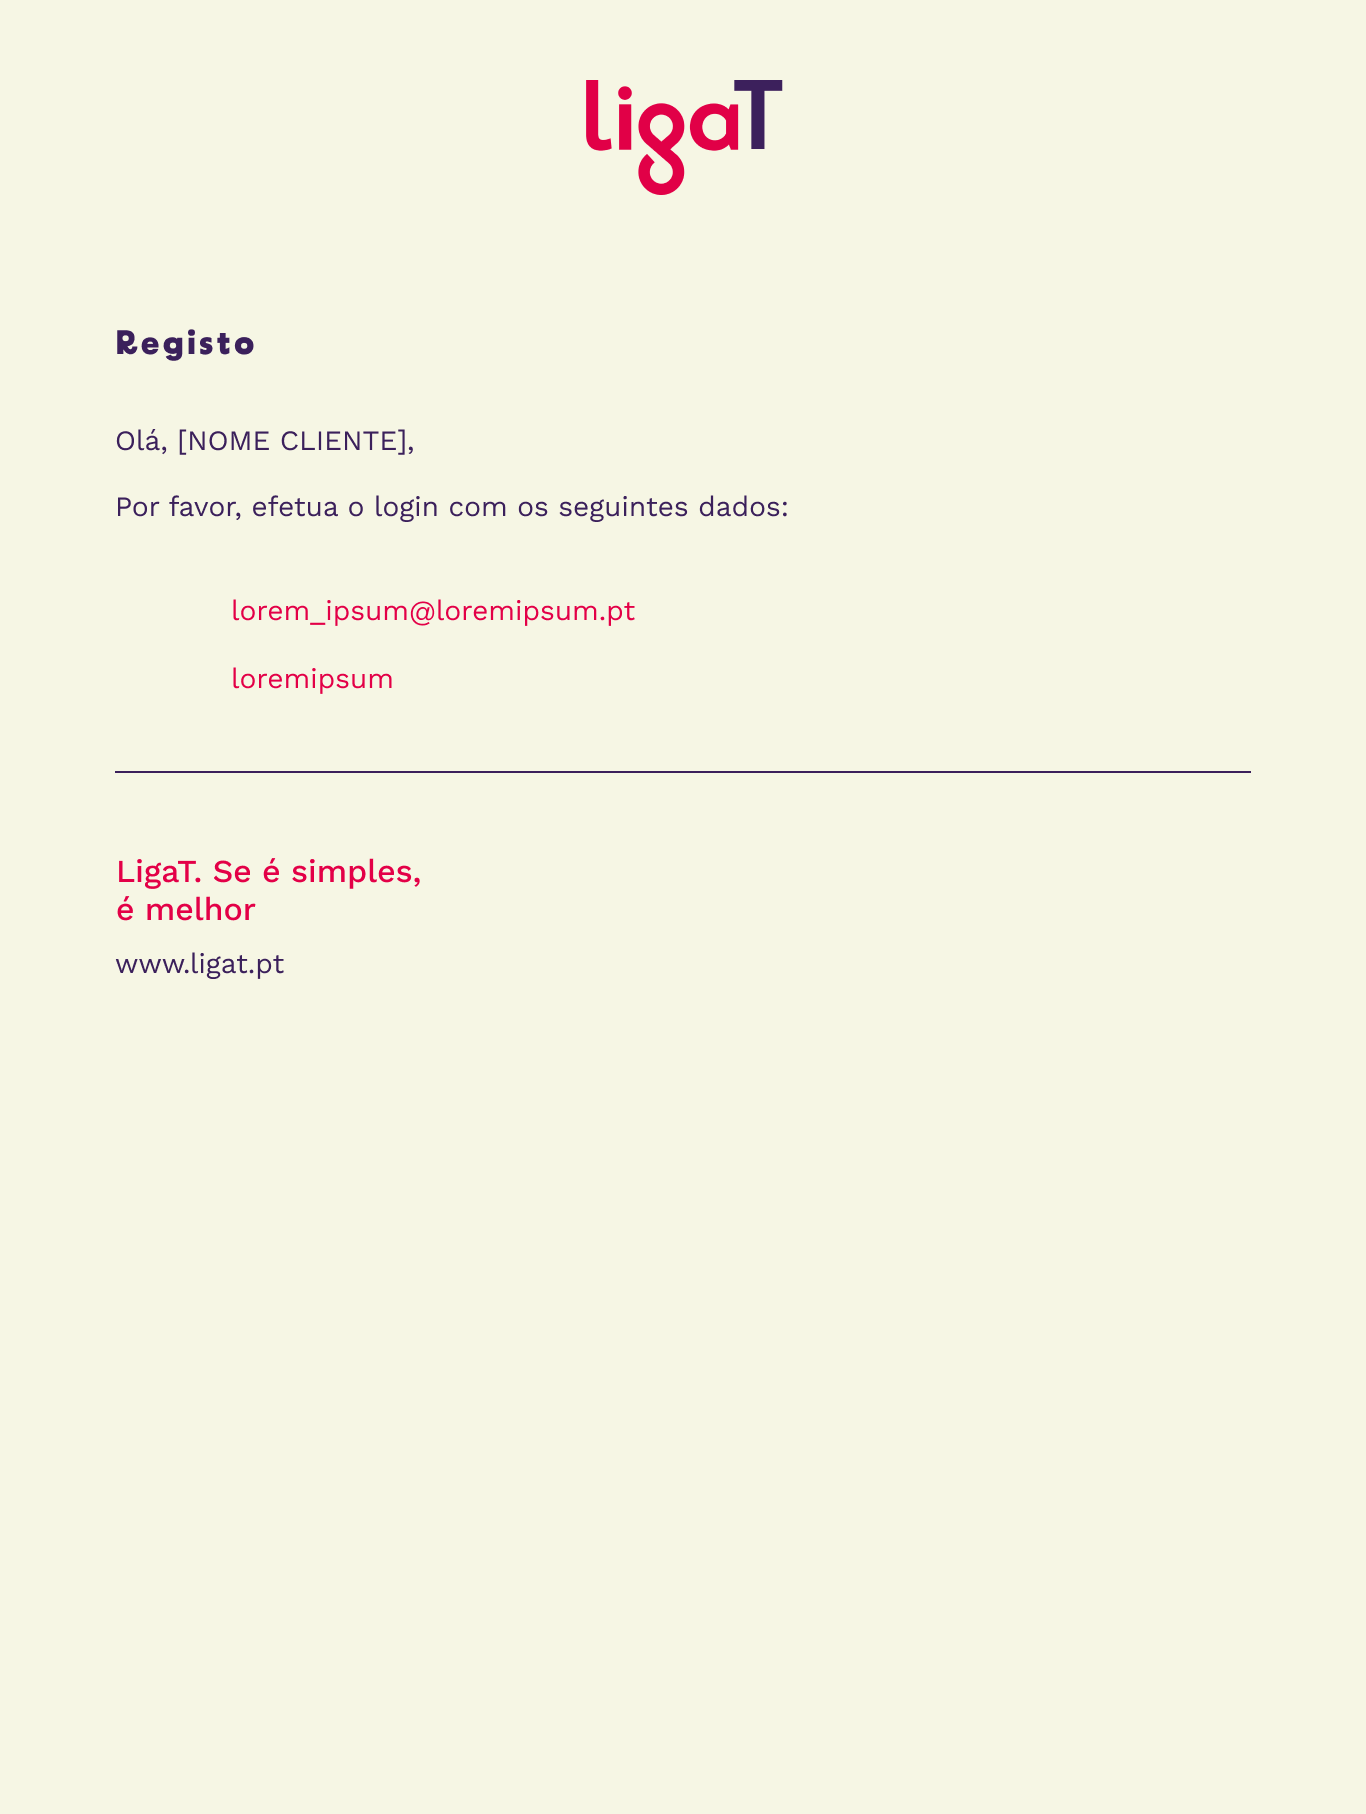 ligaT
Registo
Olá, [NOME CLIENTE],
Por favor, efetua o login com os seguintes dados:
lorem_ipsum@loremipsum.pt
loremipsum
LigaT. Se é simples,
é melhor
www.ligat.pt